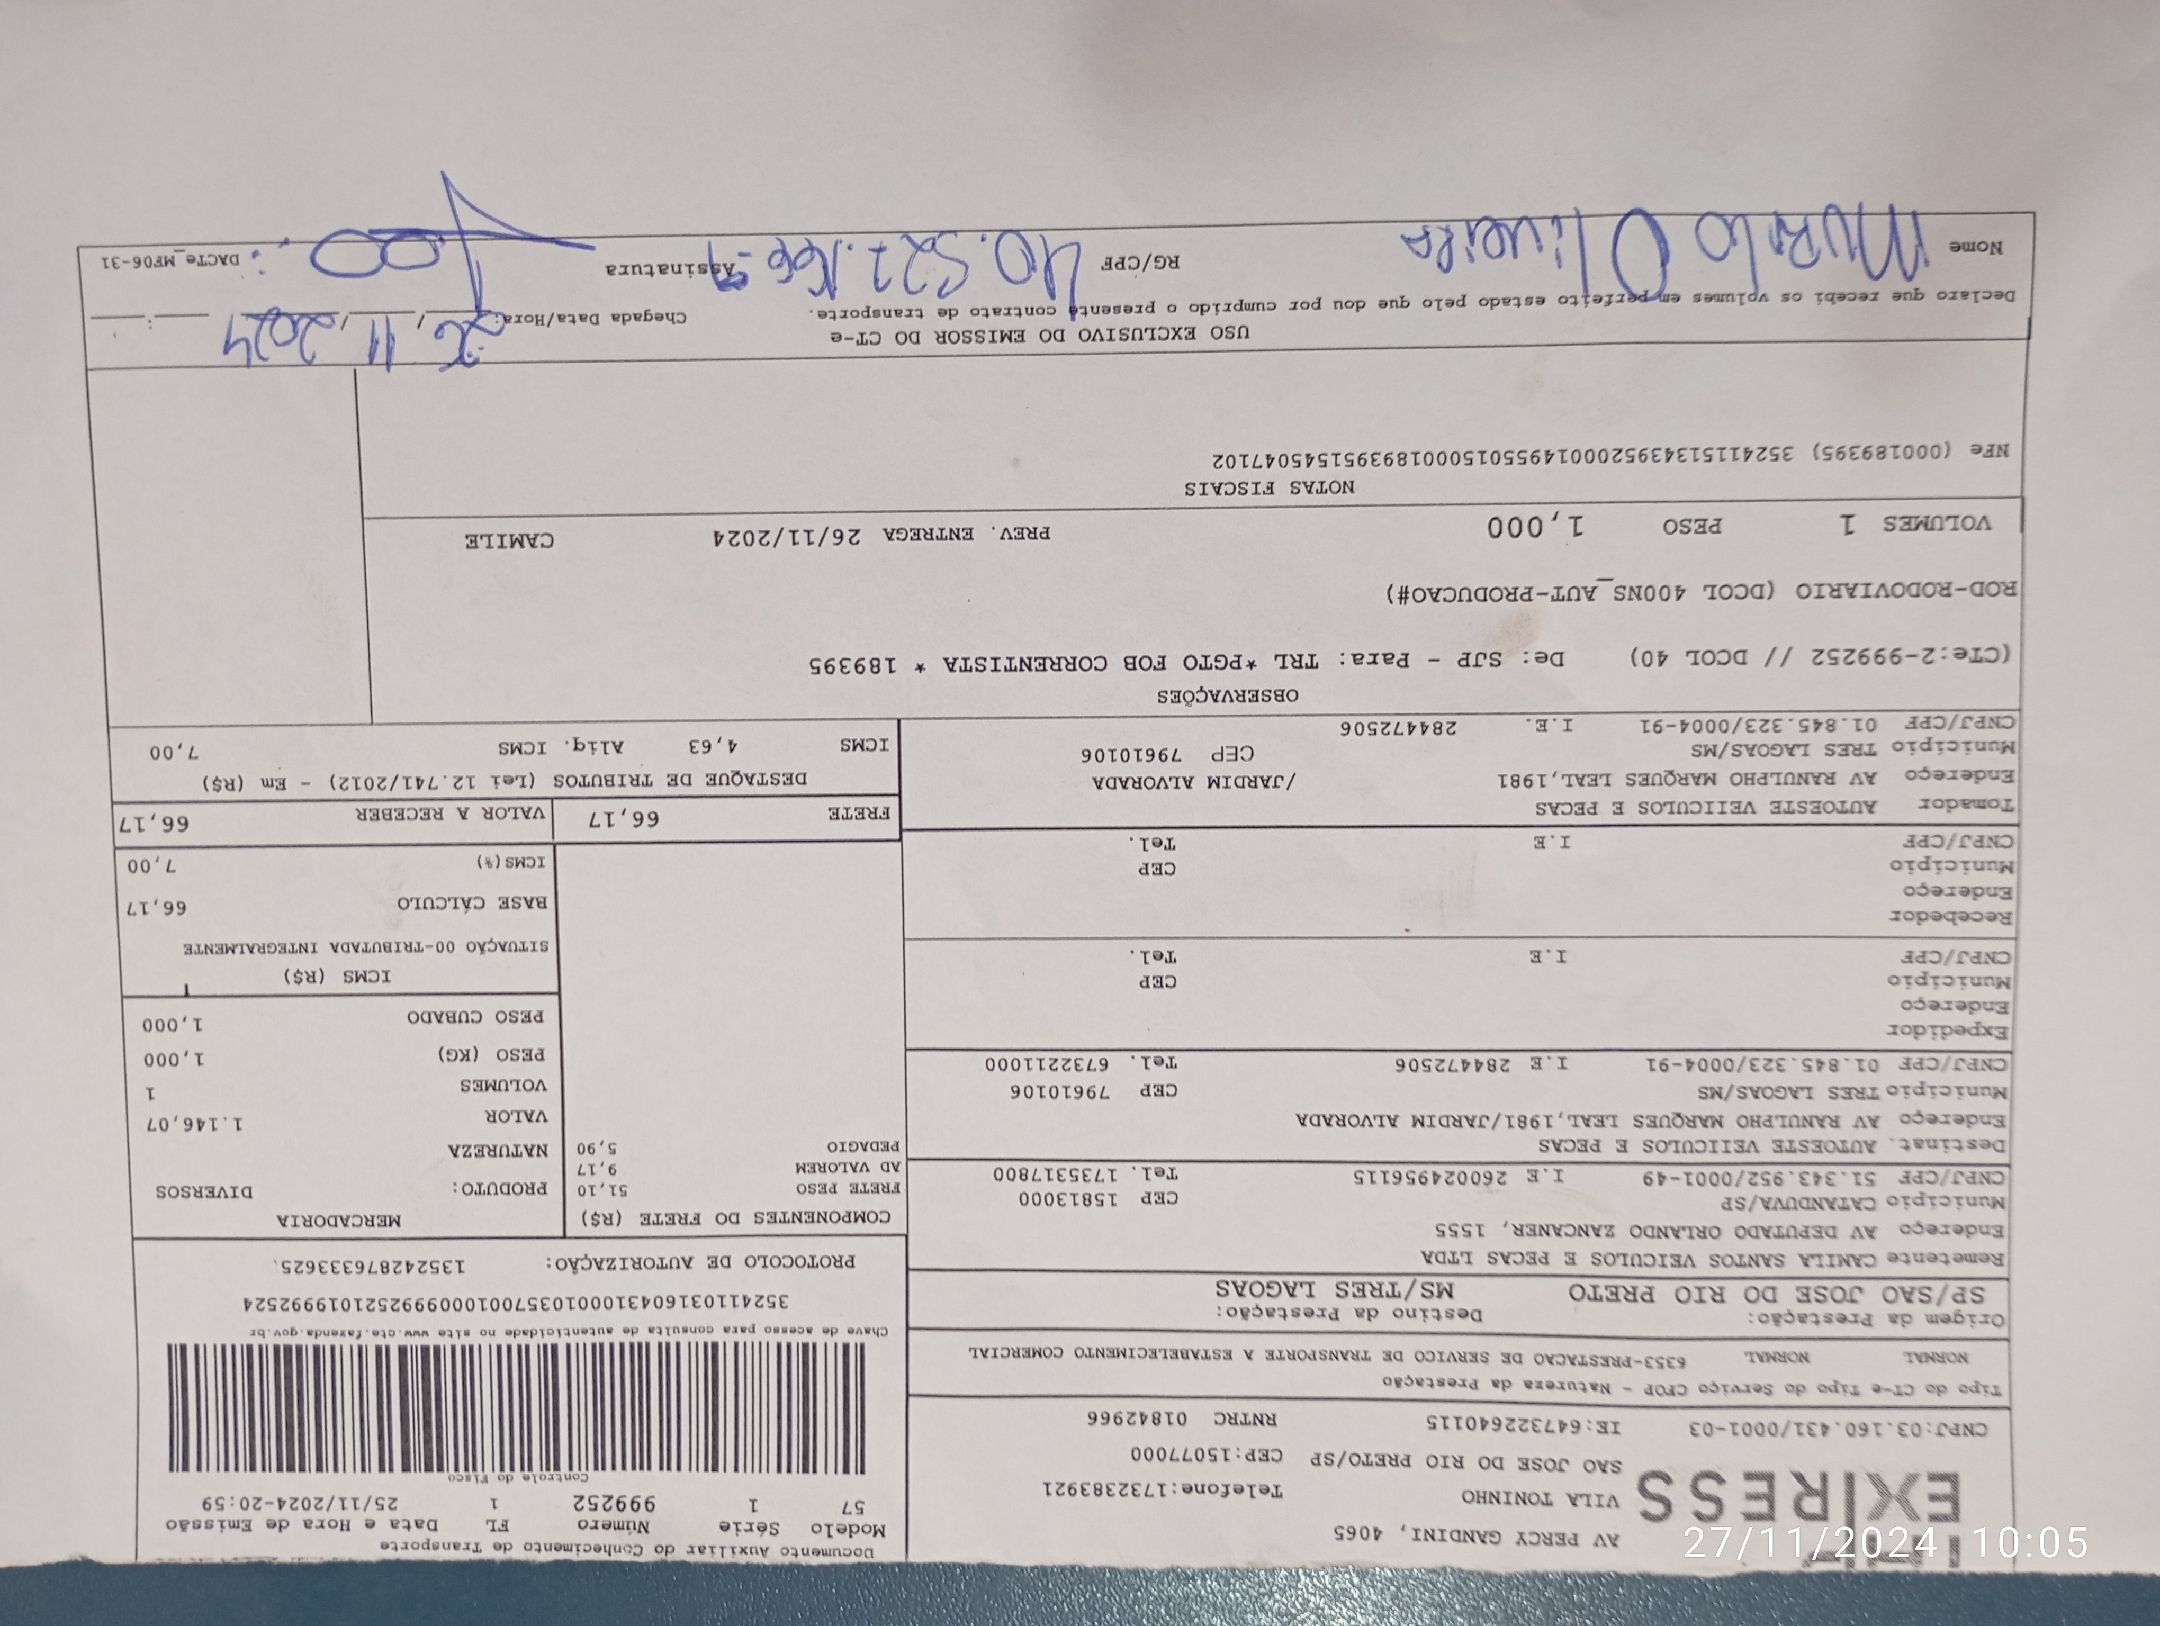 EXPRESS
AV PERCY GANDINI, 4065
VILA TONINHO Telefone:1732383921
SAO JOSE DO RIO PRETO/SP CEP:15077000
CNPJ:03.160.431/0001-03 IE:647322640115 RNTRC 01842966
Documento Auxiliar do Conhecimento de Transporte
Modelo Série Número FL Data e Hora de Emissão
57 1 999252 1 25/11/2024-20:59
Controle do Fisco
Chave de acesso para consulta de autenticidade no site www.cte.fazenda.gov.br
35241103160431000103570010009992521019992524
PROTOCOLO DE AUTORIZAÇÃO: 135242876333625
Tipo do CT-e Tipo do Serviço CFOP - Natureza da Prestação
NORMAL NORMAL 6353-PRESTACAO DE SERVICO DE TRANSPORTE A ESTABELECIMENTO COMERCIAL
Origem da Prestação: Destino da Prestação:
SP/SAO JOSE DO RIO PRETO MS/TRES LAGOAS
Remetente CAMILA SANTOS VEICULOS E PECAS LTDA
Endereço AV DEPUTADO ORLANDO ZANCANER, 1555
Município CATANDUVA/SP CEP 15813000
CNPJ/CPF 51.343.952/0001-49 I.E 260024956115 Tel. 1735317800
Destinat. AUTOESTE VEIICULOS E PECAS
Endereço AV RANULPHO MARQUES LEAL,1981/JARDIM ALVORADA
Município TRES LAGOAS/MS CEP 79610106
CNPJ/CPF 01.845.323/0004-91 I.E 284472506 Tel. 6732211000
Expedidor
Endereço
Município CEP
CNPJ/CPF I.E Tel.
Recebedor
Endereço
Município CEP
CNPJ/CPF I.E Tel.
Tomador AUTOESTE VEIICULOS E PECAS
Endereço AV RANULPHO MARQUES LEAL,1981 /JARDIM ALVORADA
Município TRES LAGOAS/MS CEP 79610106
CNPJ/CPF 01.845.323/0004-91 I.E. 284472506
COMPONENTES DO FRETE (R$)
FRETE PESO 51,10
AD VALOREM 9,17
PEDAGIO 5,90
MERCADORIA
PRODUTO: DIVERSOS
NATUREZA
VALOR 1.146,07
VOLUMES 1
PESO (KG) 1,000
PESO CUBADO 1,000
ICMS (R$)
SITUAÇÃO 00-TRIBUTADA INTEGRALMENTE
BASE CÁLCULO 66,17
ICMS(%) 7,00
FRETE 66,17 VALOR A RECEBER 66,17
DESTAQUE DE TRIBUTOS (Lei 12.741/2012) - Em (R$)
ICMS 4,63 Aliq. ICMS 7,00
OBSERVAÇÕES
(CTe:2-999252 // DCOL 40) De: SJP - Para: TRL *PGTO FOB CORRENTISTA * 189395
ROD-RODOVIARIO (DCOL 400NS_AUT-PRODUCAO#)
VOLUMES 1 PESO 1,000 PREV. ENTREGA 26/11/2024 CAMILE
NOTAS FISCAIS
NFe (000189395) 35241151343952000149550150001893951545047102
USO EXCLUSIVO DO EMISSOR DO CT-e
Declaro que recebi os volumes em perfeito estado pelo que dou por cumprido o presente contrato de transporte.
Chegada Data/Hora: 26/11/2024
Nome Murilo Oliveira RG/CPF Assinatura
DACTe_MF06-31
27/11/2024 10:05